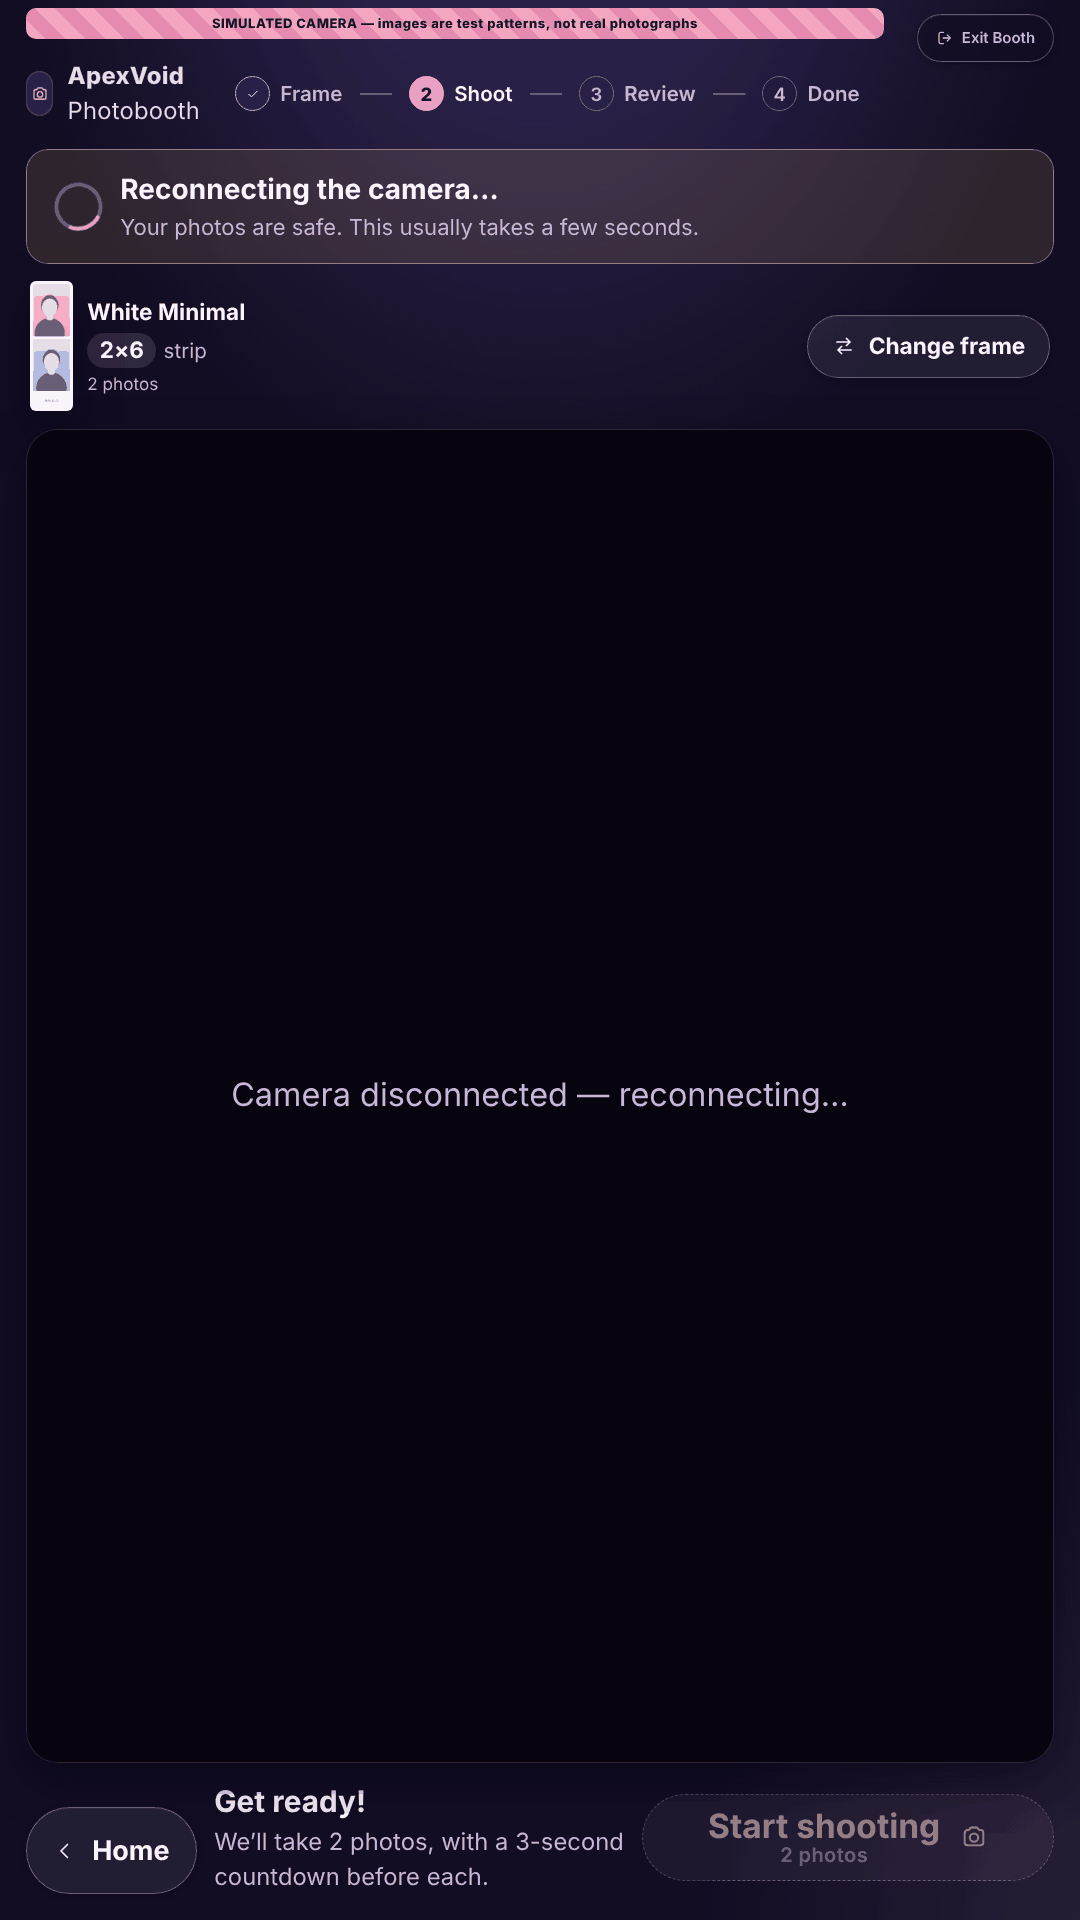 SIMULATED CAMERA — images are test patterns, not real photographs
Exit Booth
ApexVoid
Photobooth
Frame
2 Shoot
3 Review
4 Done
Reconnecting the camera…
Your photos are safe. This usually takes a few seconds.
White Minimal
2×6 strip
2 photos
Change frame
Camera disconnected — reconnecting…
Home
Get ready!
We’ll take 2 photos, with a 3-second
countdown before each.
Start shooting
2 photos